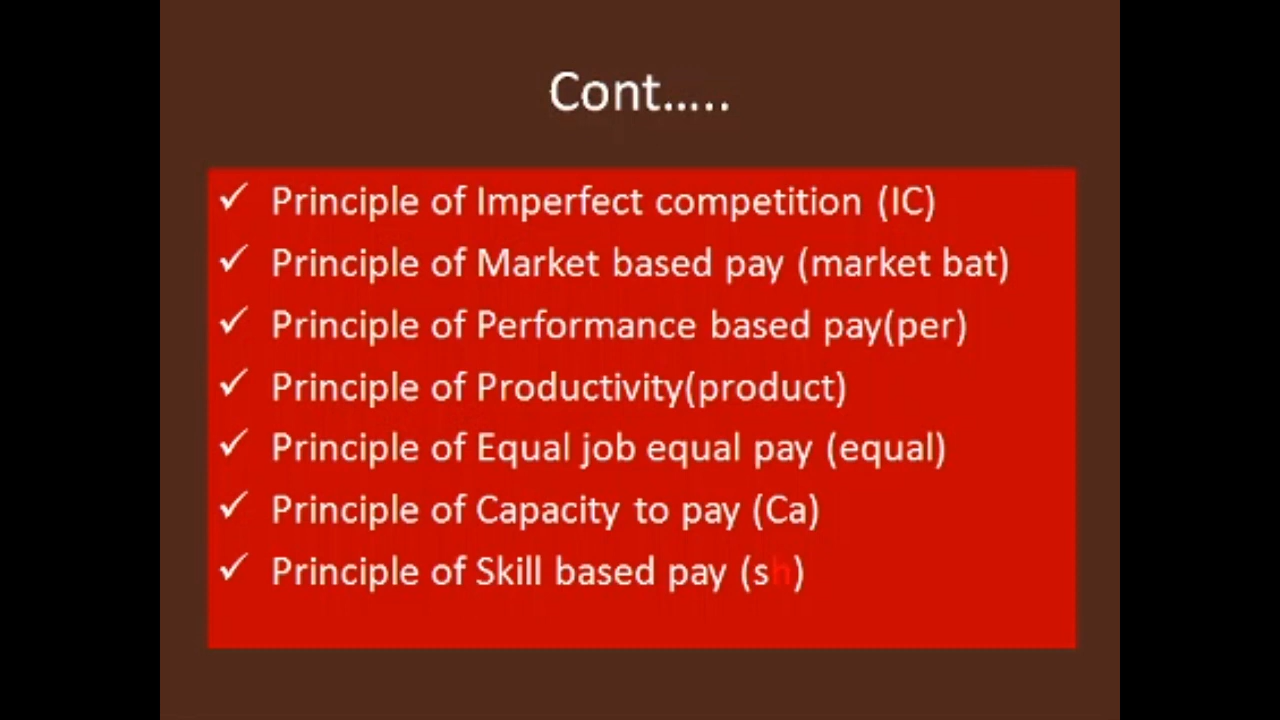 Cont.....
✓ Principle of Imperfect competition (IC)
✓ Principle of Market based pay (market bat)
✓ Principle of Performance based pay(per)
✓ Principle of Productivity(product)
✓ Principle of Equal job equal pay (equal)
✓ Principle of Capacity to pay (Ca)
✓ Principle of Skill based pay (sh)